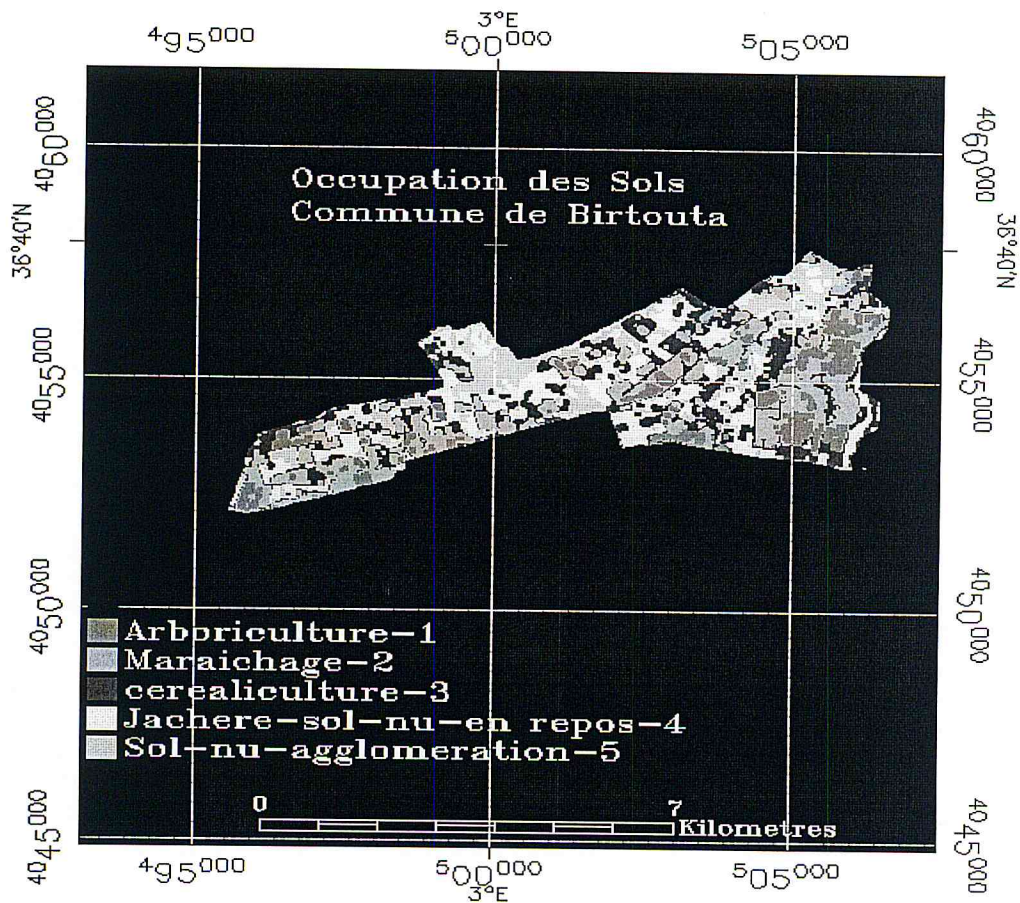 3°E
495000 500000 505000
4060000 4060000
Occupation des Sols
Commune de Birtouta
36°40'N 36°40'N
4055000 4055000
4050000 4050000
Arboriculture-1
Maraichage-2
cerealiculture-3
Jachere-sol-nu-en repos-4
Sol-nu-agglomeration-5
0 7
Kilometres
4045000 4045000
495000 500000 505000
3°E